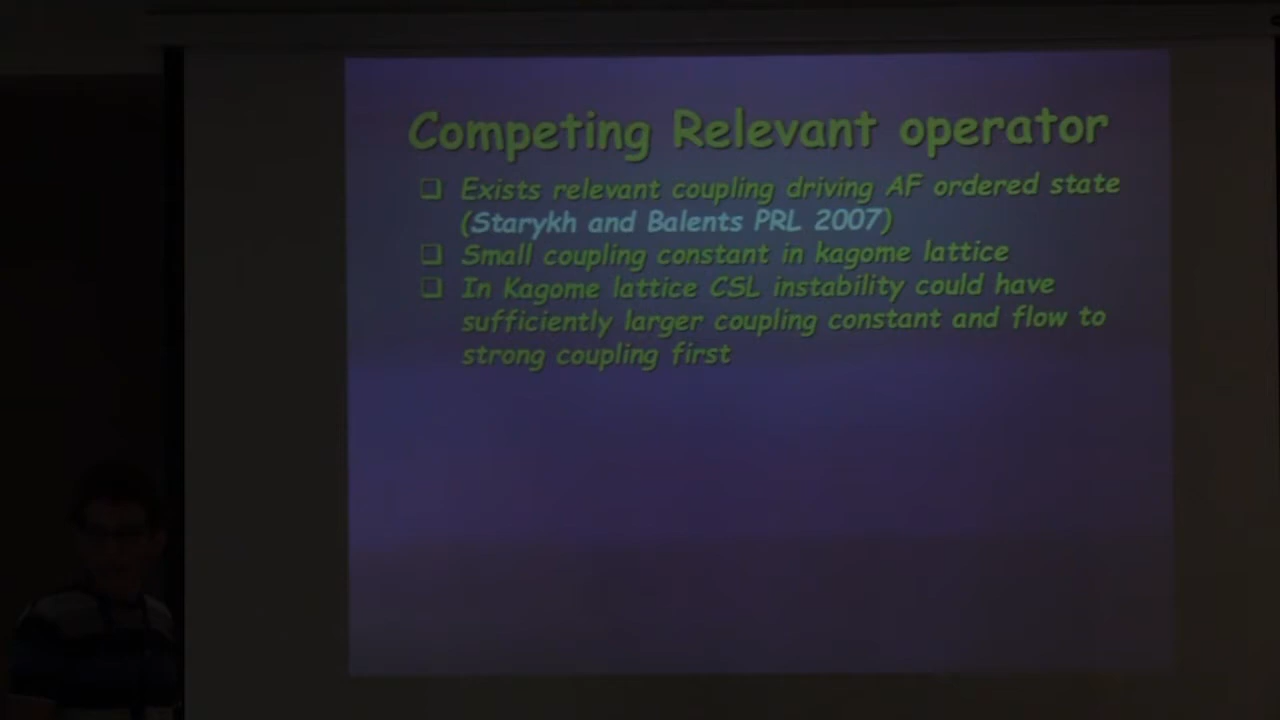 Competing Relevant operator
❑ Exists relevant coupling driving AF ordered state
(Starykh and Balents PRL 2007)
❑ Small coupling constant in kagome lattice
❑ In Kagome lattice CSL instability could have
sufficiently larger coupling constant and flow to
strong coupling first